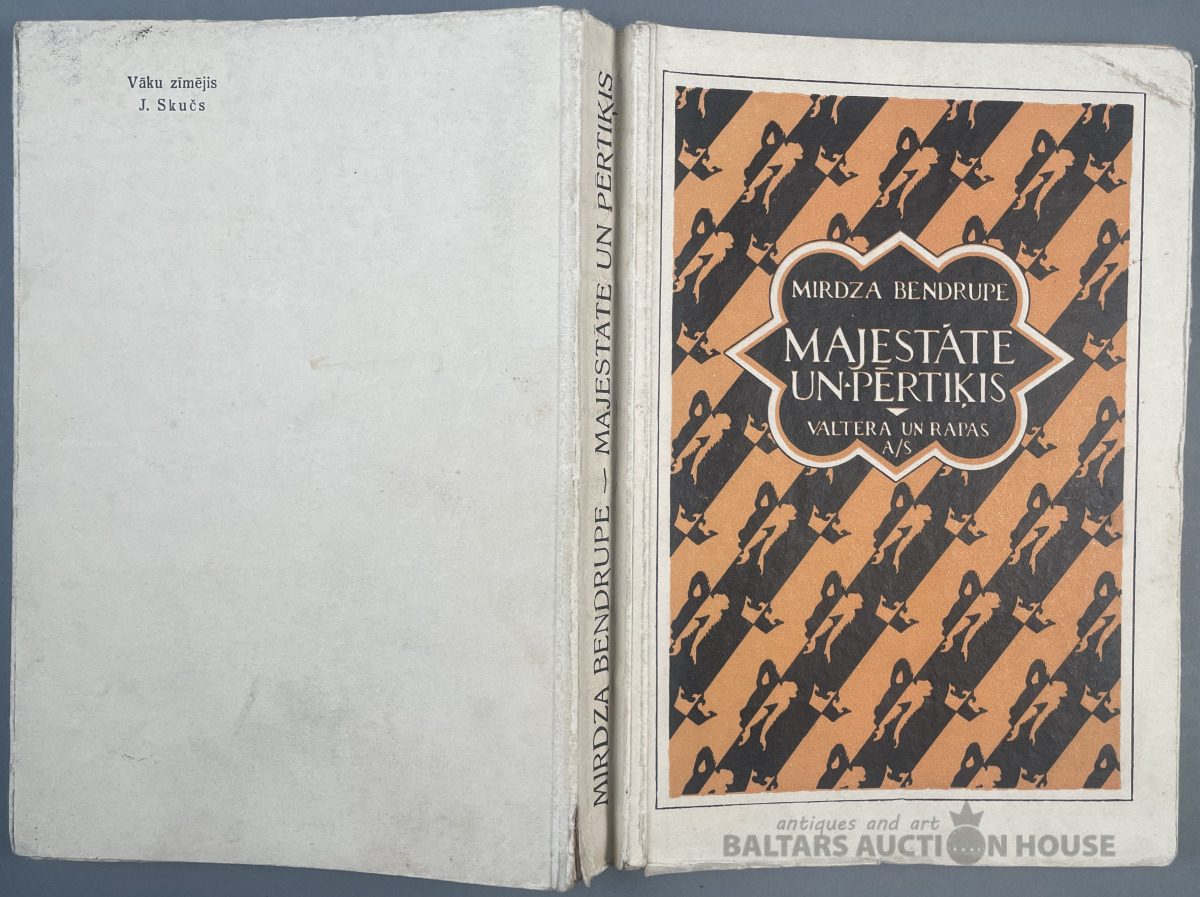 Vāku zīmējis
J. Skučs
MIRDZA BENDRUPE — MAJESTĀTE UN PĒRTIĶIS
MIRDZA BENDRUPE
MAJESTĀTE
UN·PĒRTIĶIS
VALTERA UN RAPAS
A/S
antiques and art
BALTARS AUCTION HOUSE